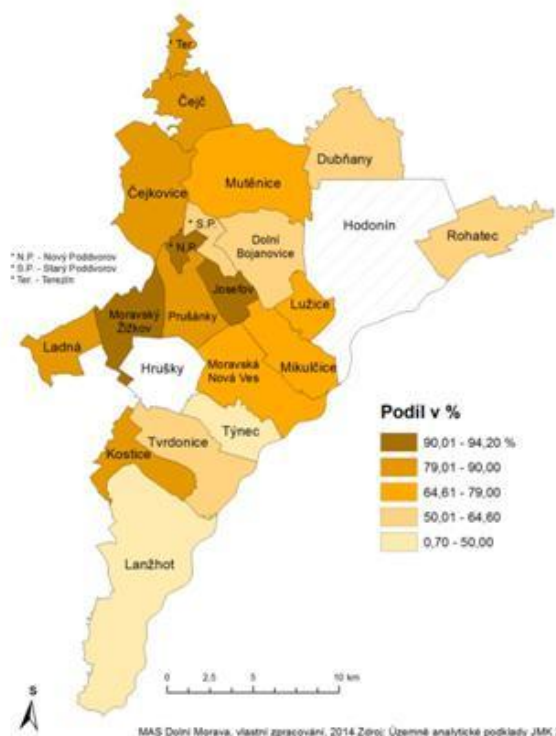 * Ter.
Čejč
Čejkovice
Mutěnice
Dubňany
Hodonín
Rohatec
* S.P.
* N.P.
Dolní
Bojanovice
* N.P. - Nový Poddvorov
* S.P. - Starý Poddvorov
* Ter. - Terezín
Josefov
Lužice
Moravský
Žižkov
Prušánky
Ladná
Hrušky
Moravská
Nová Ves
Mikulčice
Týnec
Tvrdonice
Kostice
Lanžhot
Podíl v %
90,01 - 94,20 %
79,01 - 90,00
64,61 - 79,00
50,01 - 64,60
0,70 - 50,00
S
0 2,5 5 10 km
MAS Dolní Morava, vlastní zpracování, 2014 Zdroj: Územně analytické podklady JMK